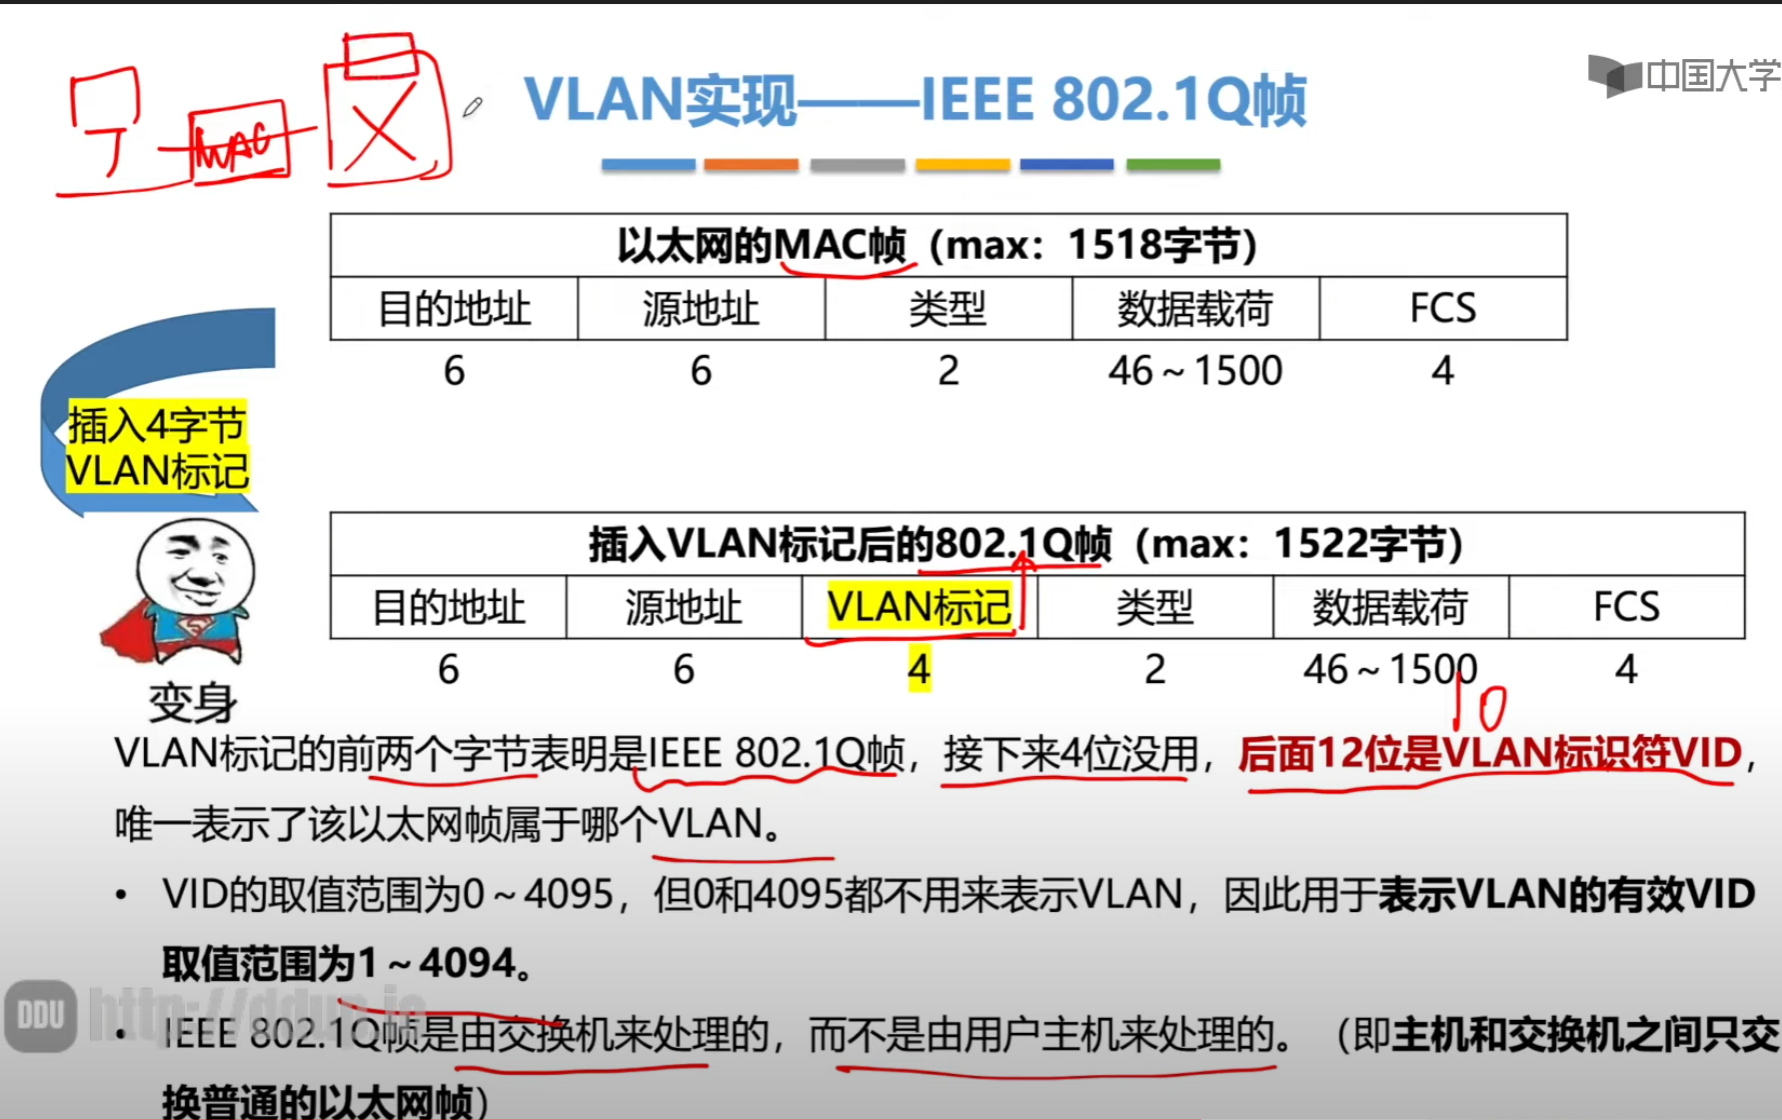 中国大学
VLAN实现——IEEE 802.1Q帧
MAC
以太网的MAC帧（max：1518字节）
目的地址 源地址 类型 数据载荷 FCS
6 6 2 46～1500 4
插入4字节
VLAN标记
插入VLAN标记后的802.1Q帧（max：1522字节）
目的地址 源地址 VLAN标记 类型 数据载荷 FCS
6 6 4 2 46～1500 4
变身
10
VLAN标记的前两个字节表明是IEEE 802.1Q帧，接下来4位没用，后面12位是VLAN标识符VID，
唯一表示了该以太网帧属于哪个VLAN。
• VID的取值范围为0～4095，但0和4095都不用来表示VLAN，因此用于表示VLAN的有效VID
取值范围为1～4094。
DDU http://ddup.ic
• IEEE 802.1Q帧是由交换机来处理的，而不是由用户主机来处理的。（即主机和交换机之间只交
换普通的以太网帧）